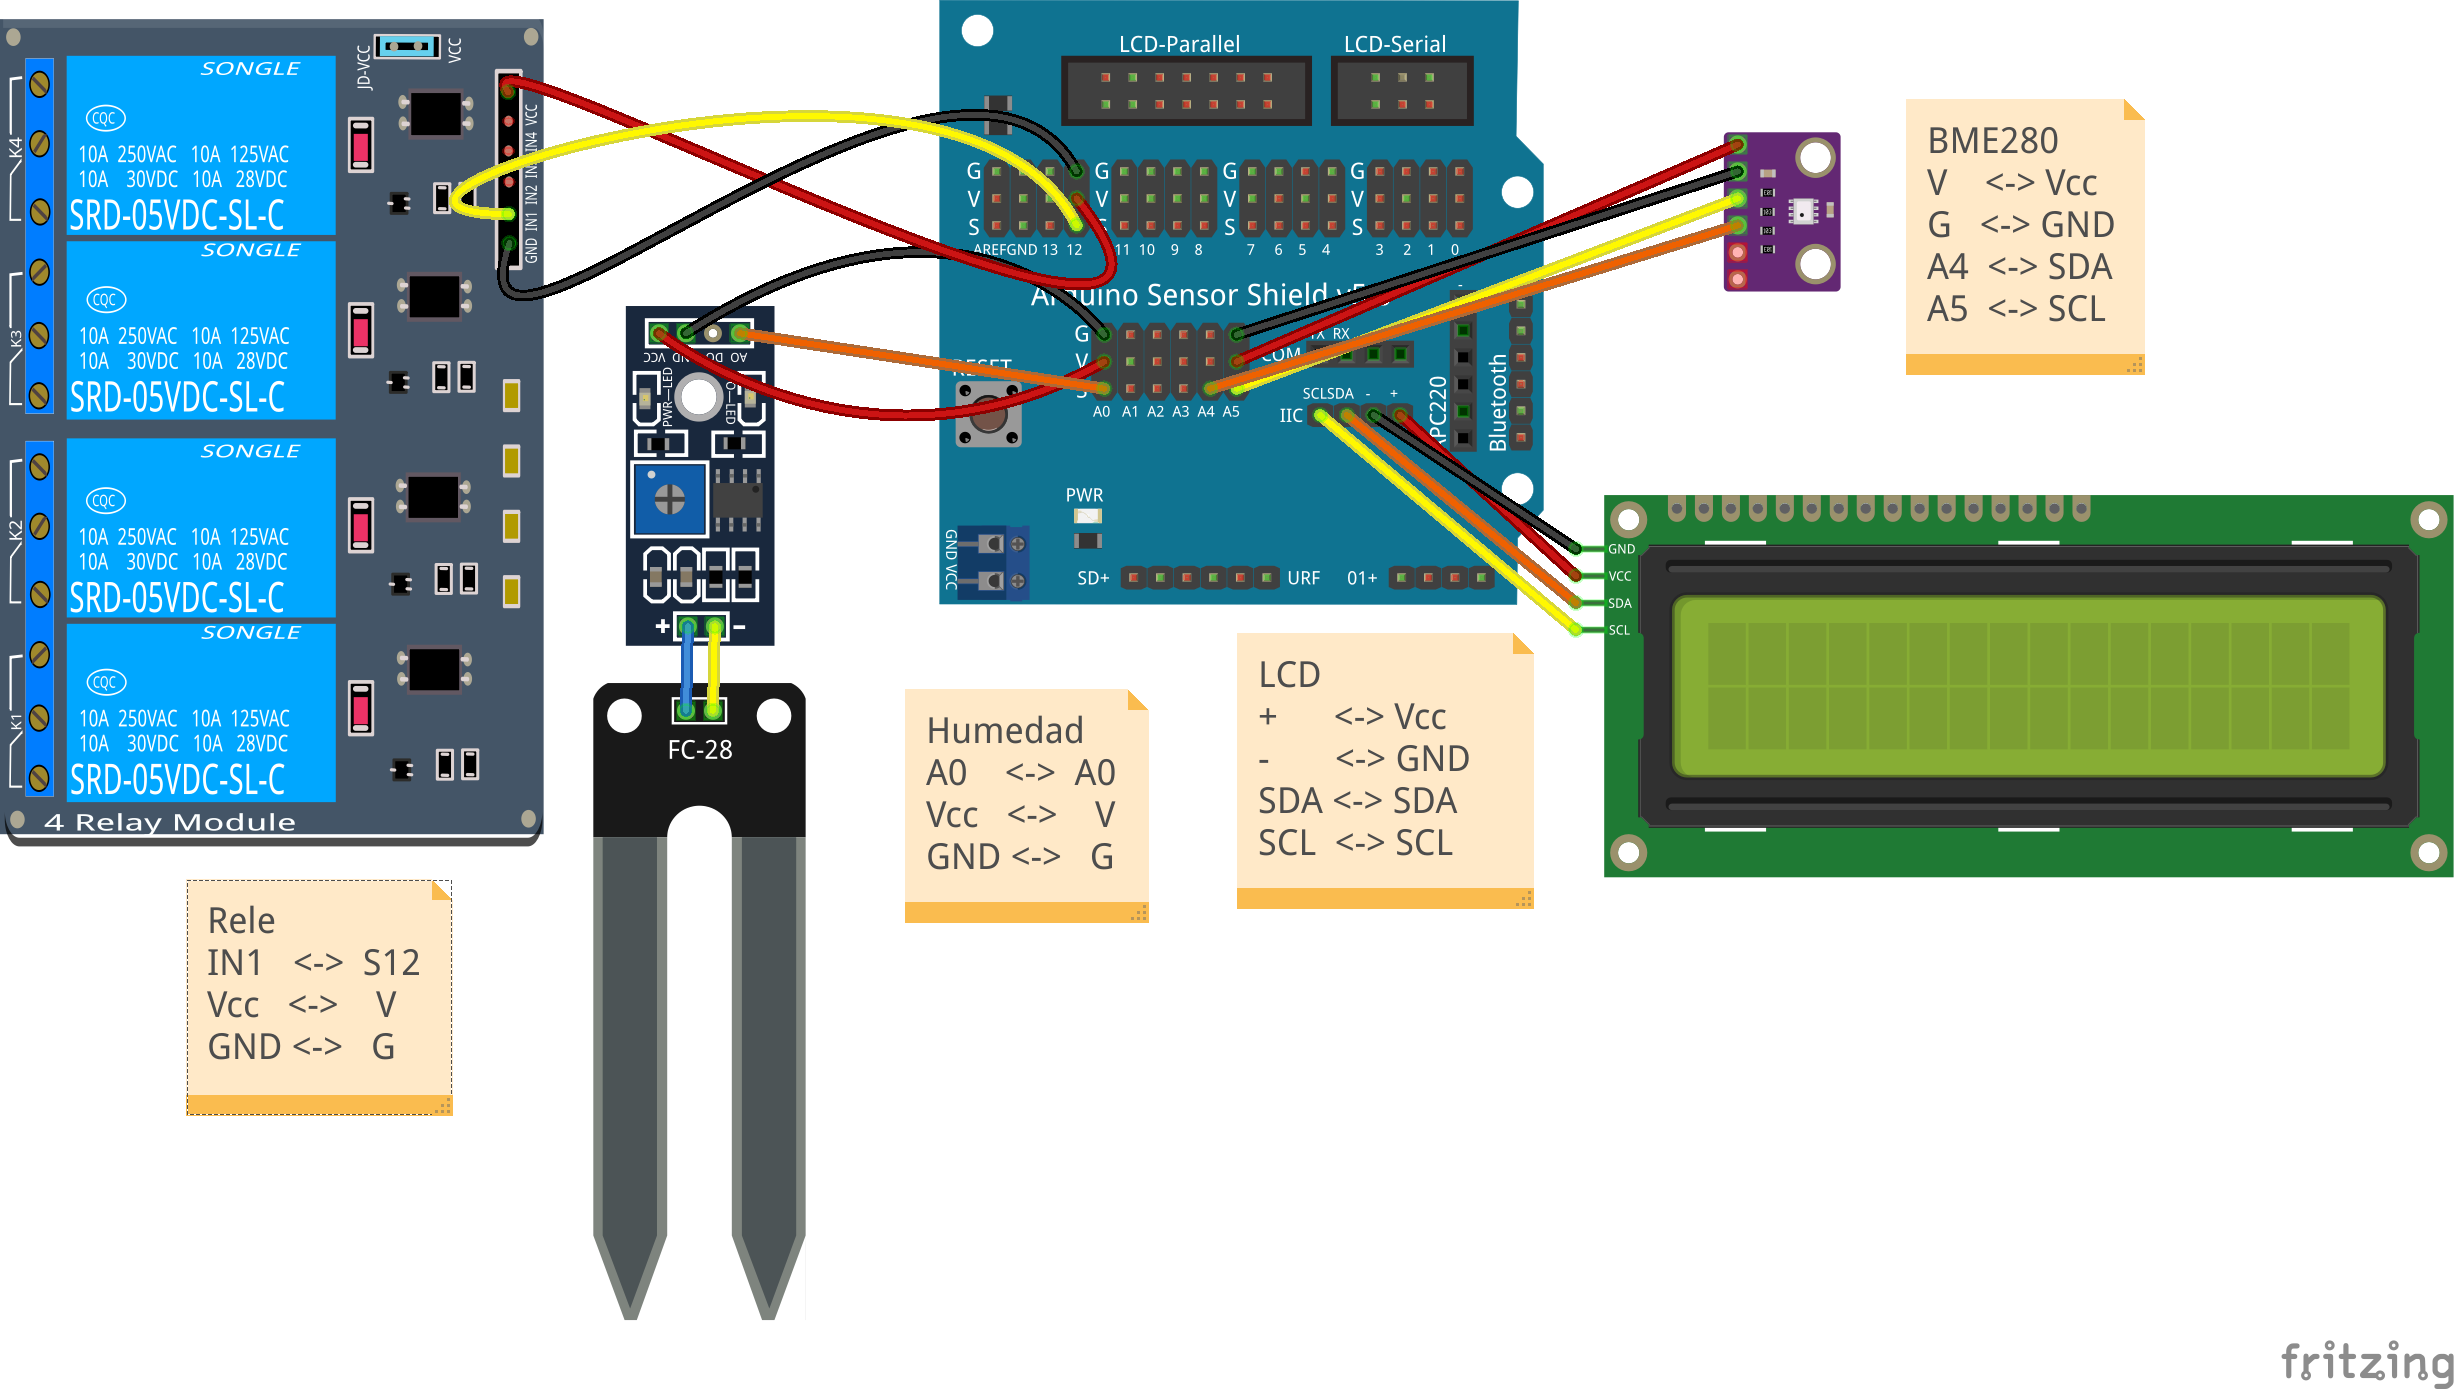 JD-VCC
VCC
K4
SONGLE
CQC
10A 250VAC 10A 125VAC
10A 30VDC 10A 28VDC
SRD-05VDC-SL-C
K3
SONGLE
CQC
10A 250VAC 10A 125VAC
10A 30VDC 10A 28VDC
SRD-05VDC-SL-C
K2
SONGLE
CQC
10A 250VAC 10A 125VAC
10A 30VDC 10A 28VDC
SRD-05VDC-SL-C
K1
SONGLE
CQC
10A 250VAC 10A 125VAC
10A 30VDC 10A 28VDC
SRD-05VDC-SL-C
4 Relay Module
GND IN1 IN2 IN4 VCC
Rele
IN1 <-> S12
Vcc <-> V
GND <-> G
VCC DO AO
PWR-LED
+ -
FC-28
LCD-Parallel
LCD-Serial
G G G G
V V V V
S S S
AREF GND 13 12 11 10 9 8 7 6 5 4 3 2 1 0
Arduino Sensor Shield
G
V
A0 A1 A2 A3 A4 A5
RESET
RX
COM
SCL SDA - +
IIC
APC220
Bluetooth
PWR
GND VCC
SD+
URF
01+
Humedad
A0 <-> A0
Vcc <-> V
GND <-> G
LCD
+ <-> Vcc
- <-> GND
SDA <-> SDA
SCL <-> SCL
BME280
V <-> Vcc
G <-> GND
A4 <-> SDA
A5 <-> SCL
GND
VCC
SDA
SCL
fritzing